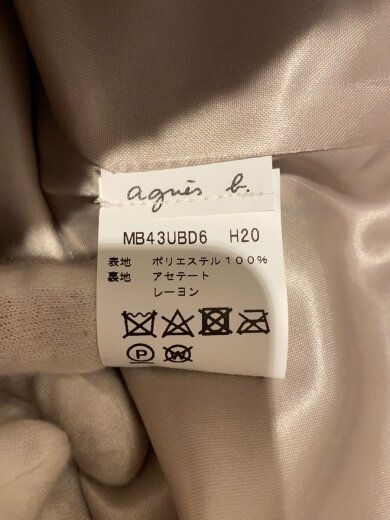 agnès b.
MB43UBD6 H20
表地 ポリエステル100%
裏地 アセテート
レーヨン
P W